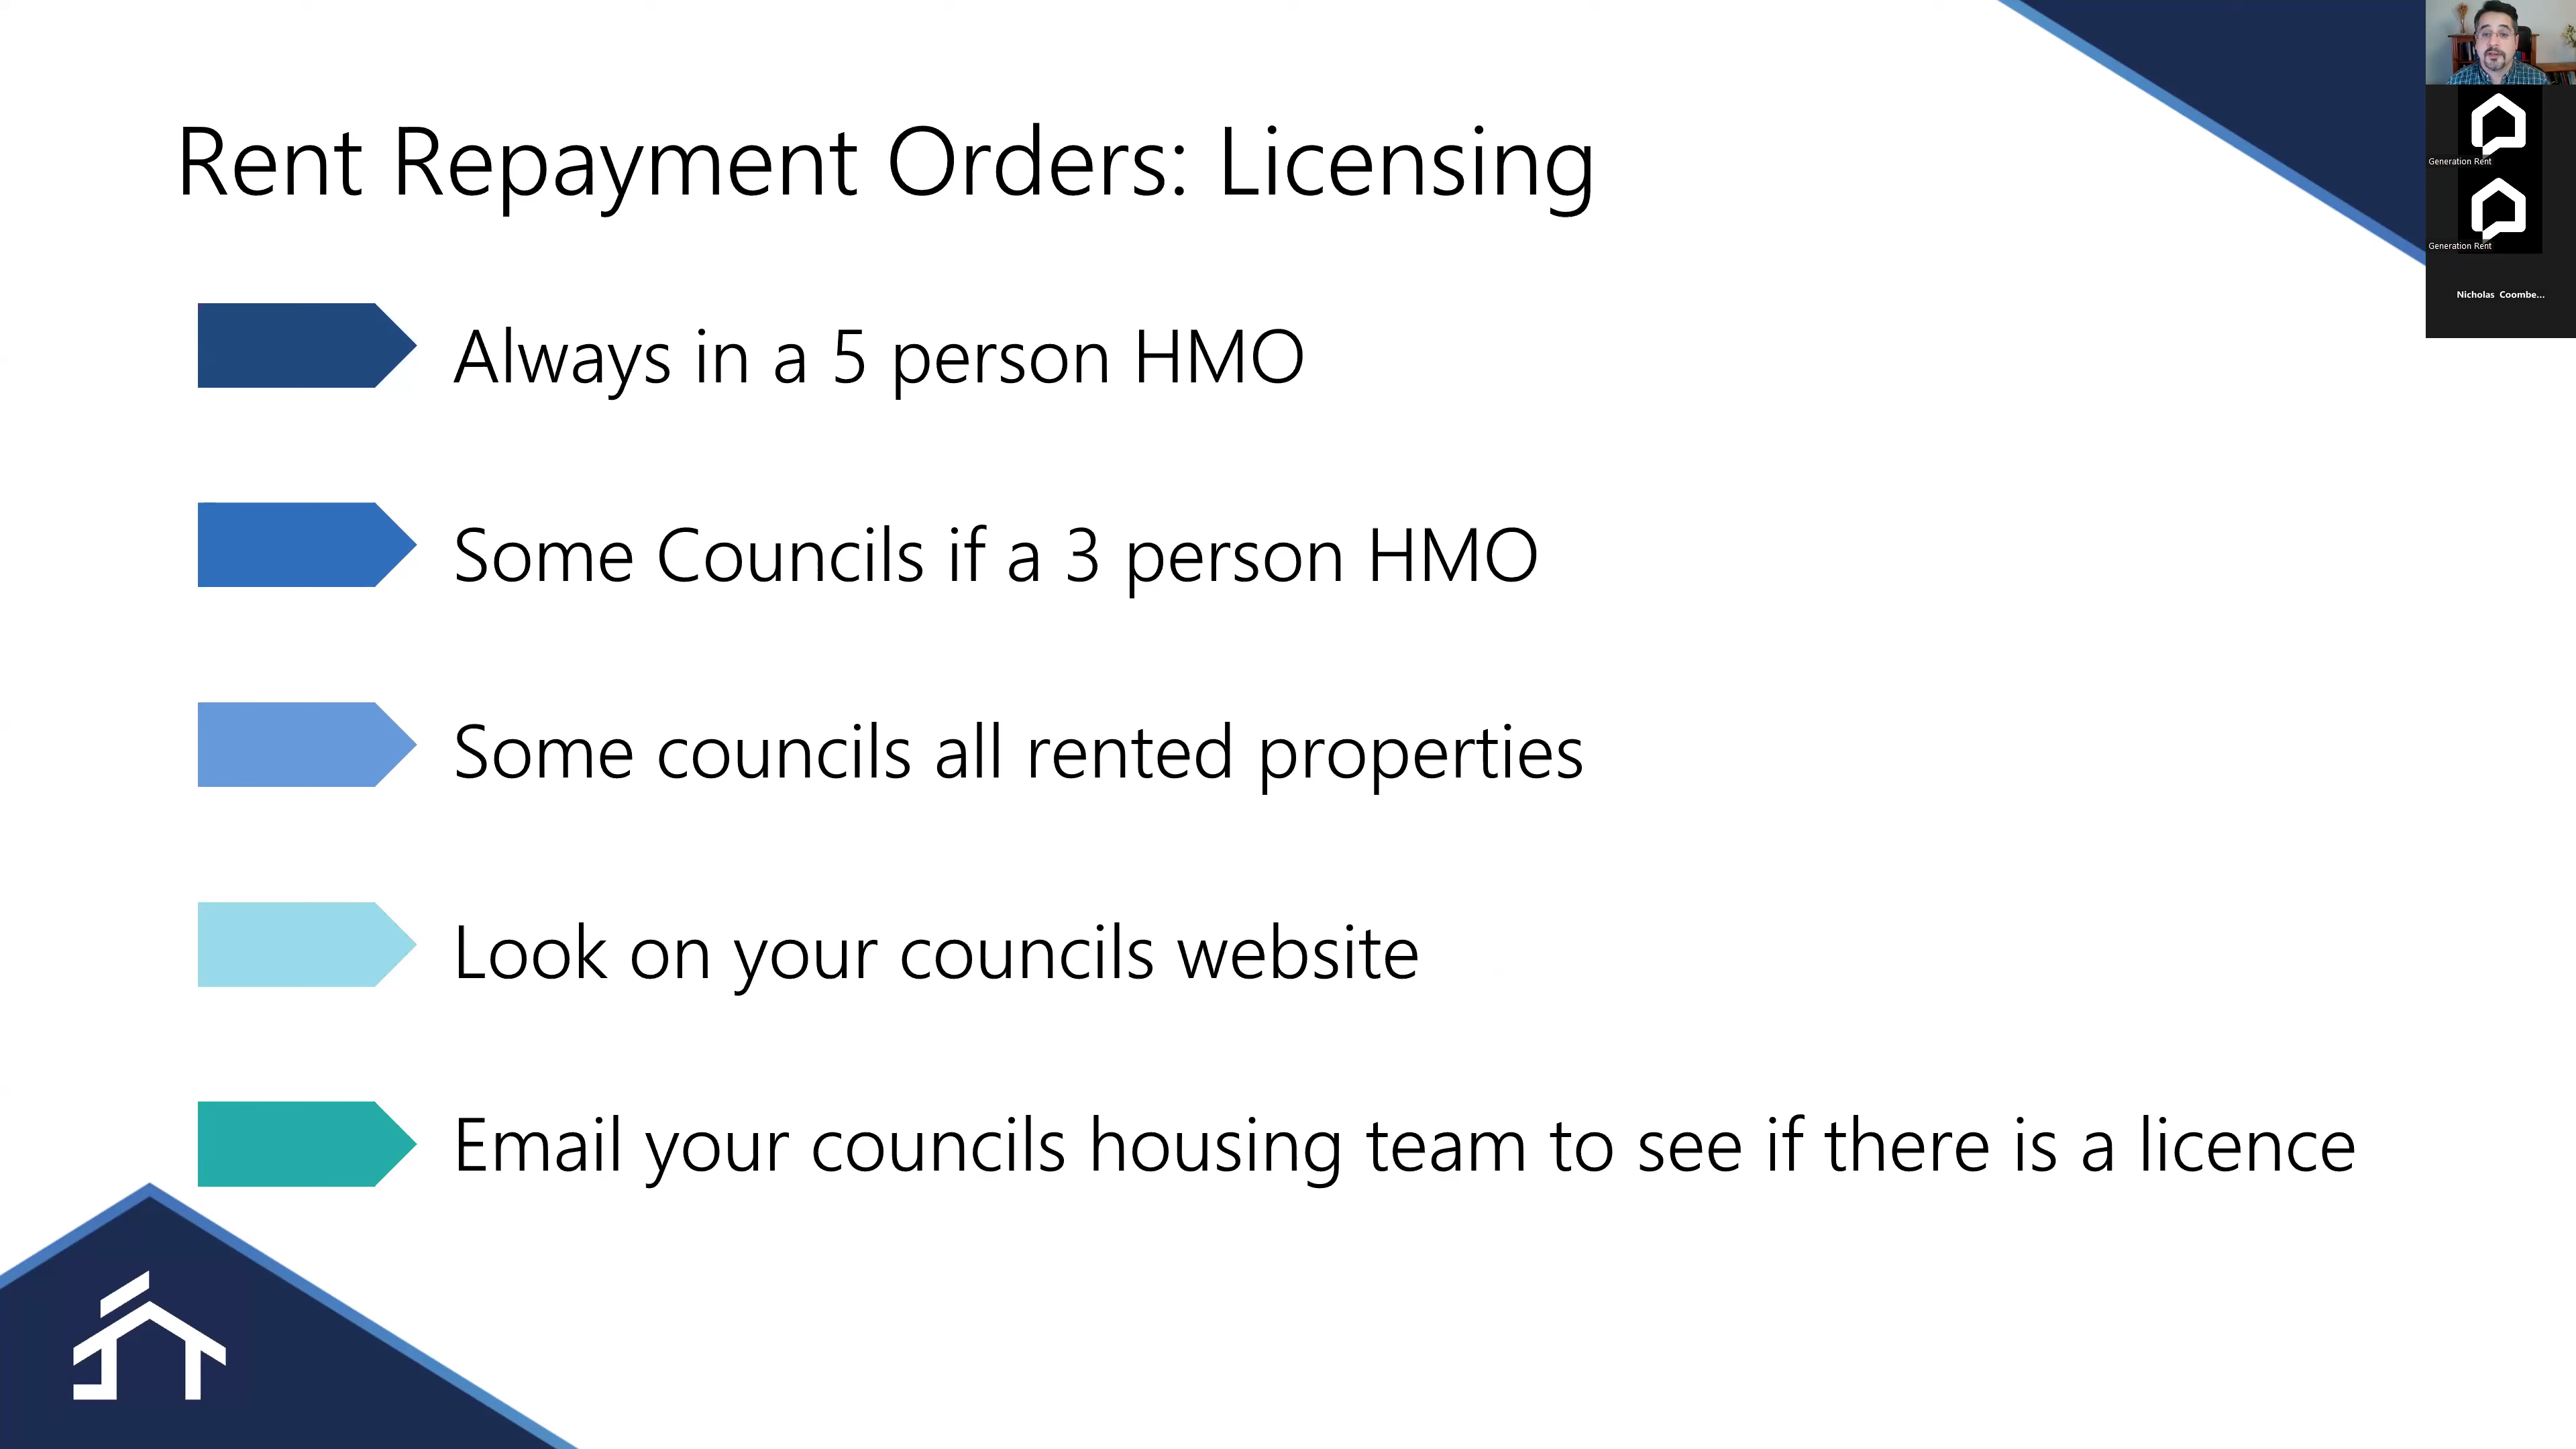 Rent Repayment Orders: Licensing
Always in a 5 person HMO
Some Councils if a 3 person HMO
Some councils all rented properties
Look on your councils website
Email your councils housing team to see if there is a licence
Generation Rent
Generation Rent
Nicholas Coombe...